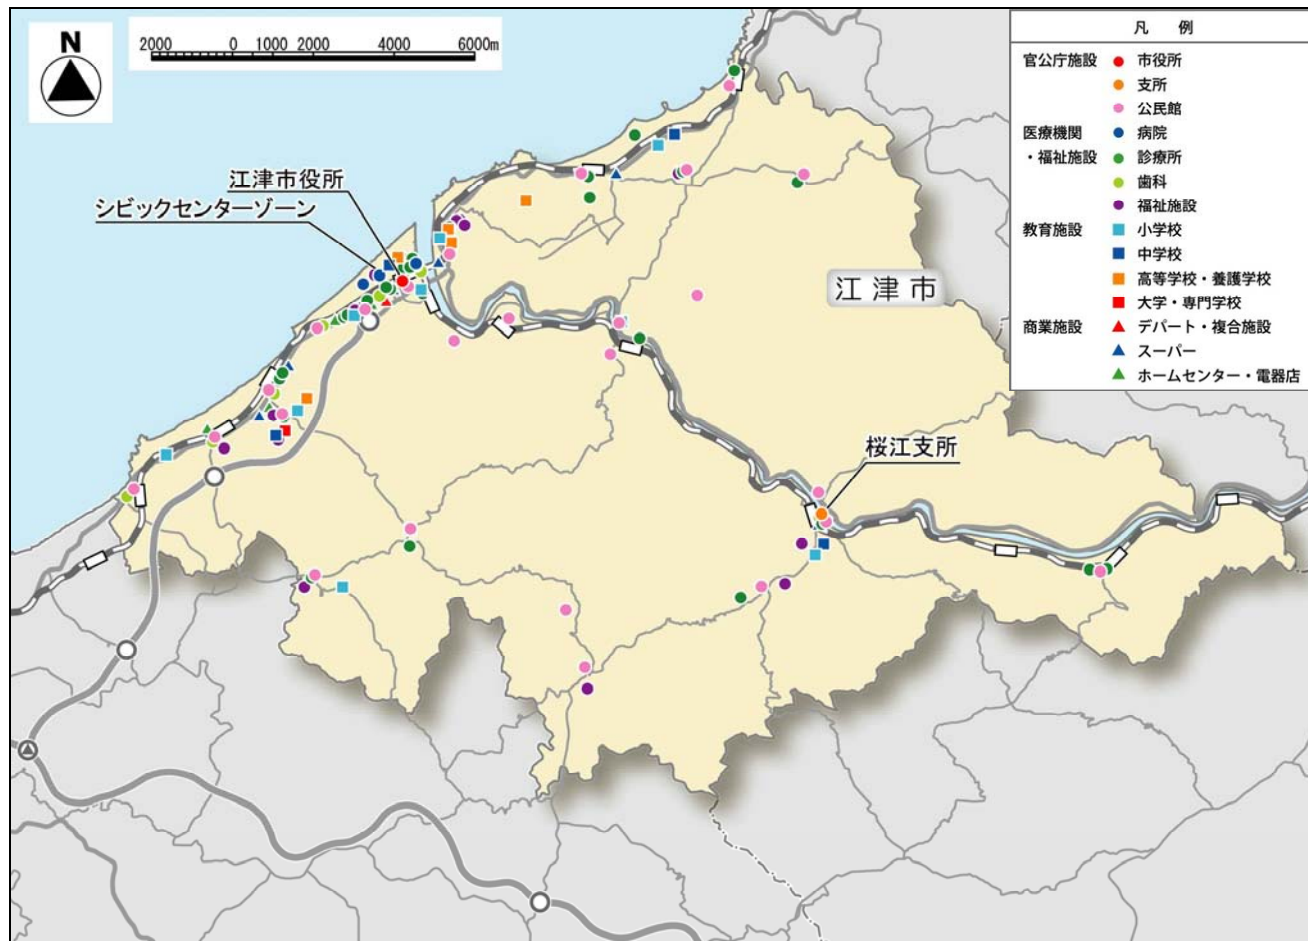 N
2000 0 1000 2000 4000 6000m
凡 例
官公庁施設 市役所
支所
公民館
医療機関 病院
・福祉施設 診療所
歯科
福祉施設
教育施設 小学校
中学校
高等学校・養護学校
大学・専門学校
商業施設 デパート・複合施設
スーパー
ホームセンター・電器店
江津市役所
シビックセンターゾーン
江津市
桜江支所